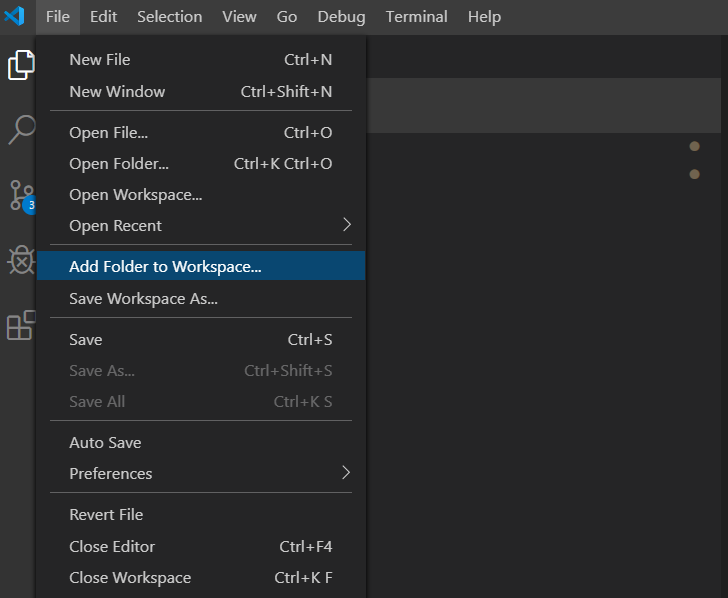 File Edit Selection View Go Debug Terminal Help
New File Ctrl+N
New Window Ctrl+Shift+N
Open File... Ctrl+O
Open Folder... Ctrl+K Ctrl+O
Open Workspace...
Open Recent
3
Add Folder to Workspace...
Save Workspace As...
Save Ctrl+S
Save As... Ctrl+Shift+S
Save All Ctrl+K S
Auto Save
Preferences
Revert File
Close Editor Ctrl+F4
Close Workspace Ctrl+K F